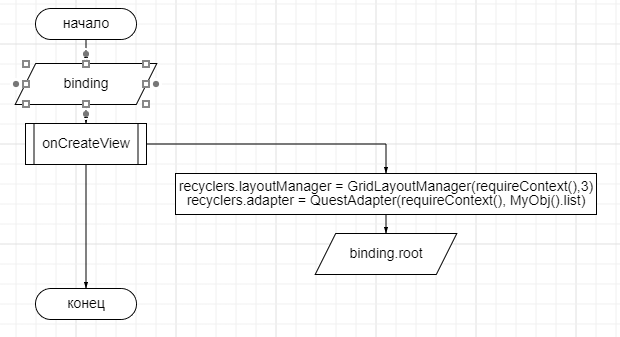 начало
binding
onCreateView
recyclers.layoutManager = GridLayoutManager(requireContext(),3)
recyclers.adapter = QuestAdapter(requireContext(), MyObj().list)
binding.root
конец